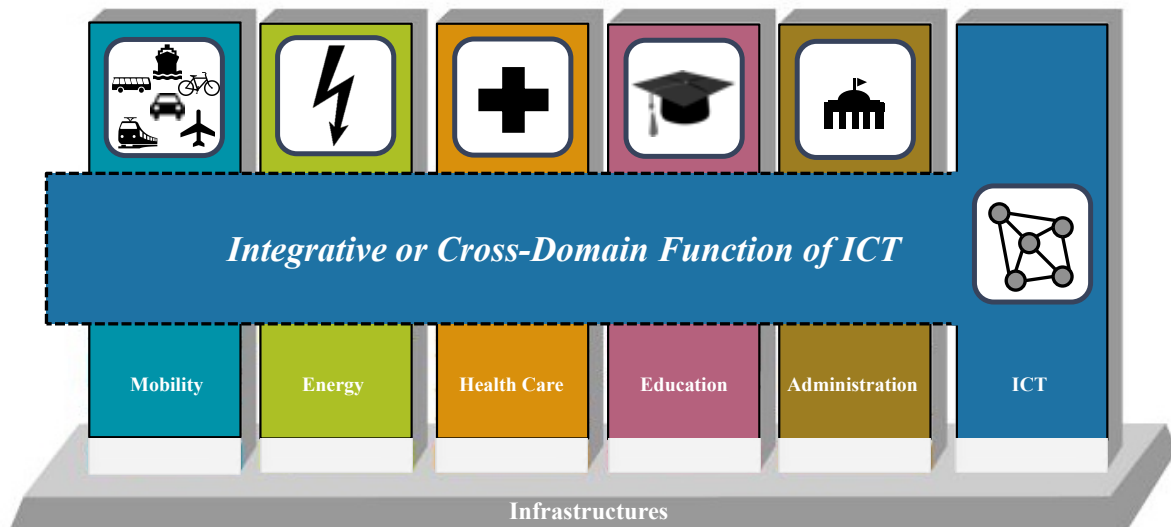 Integrative or Cross-Domain Function of ICT
Mobility
Energy
Health Care
Education
Administration
ICT
Infrastructures